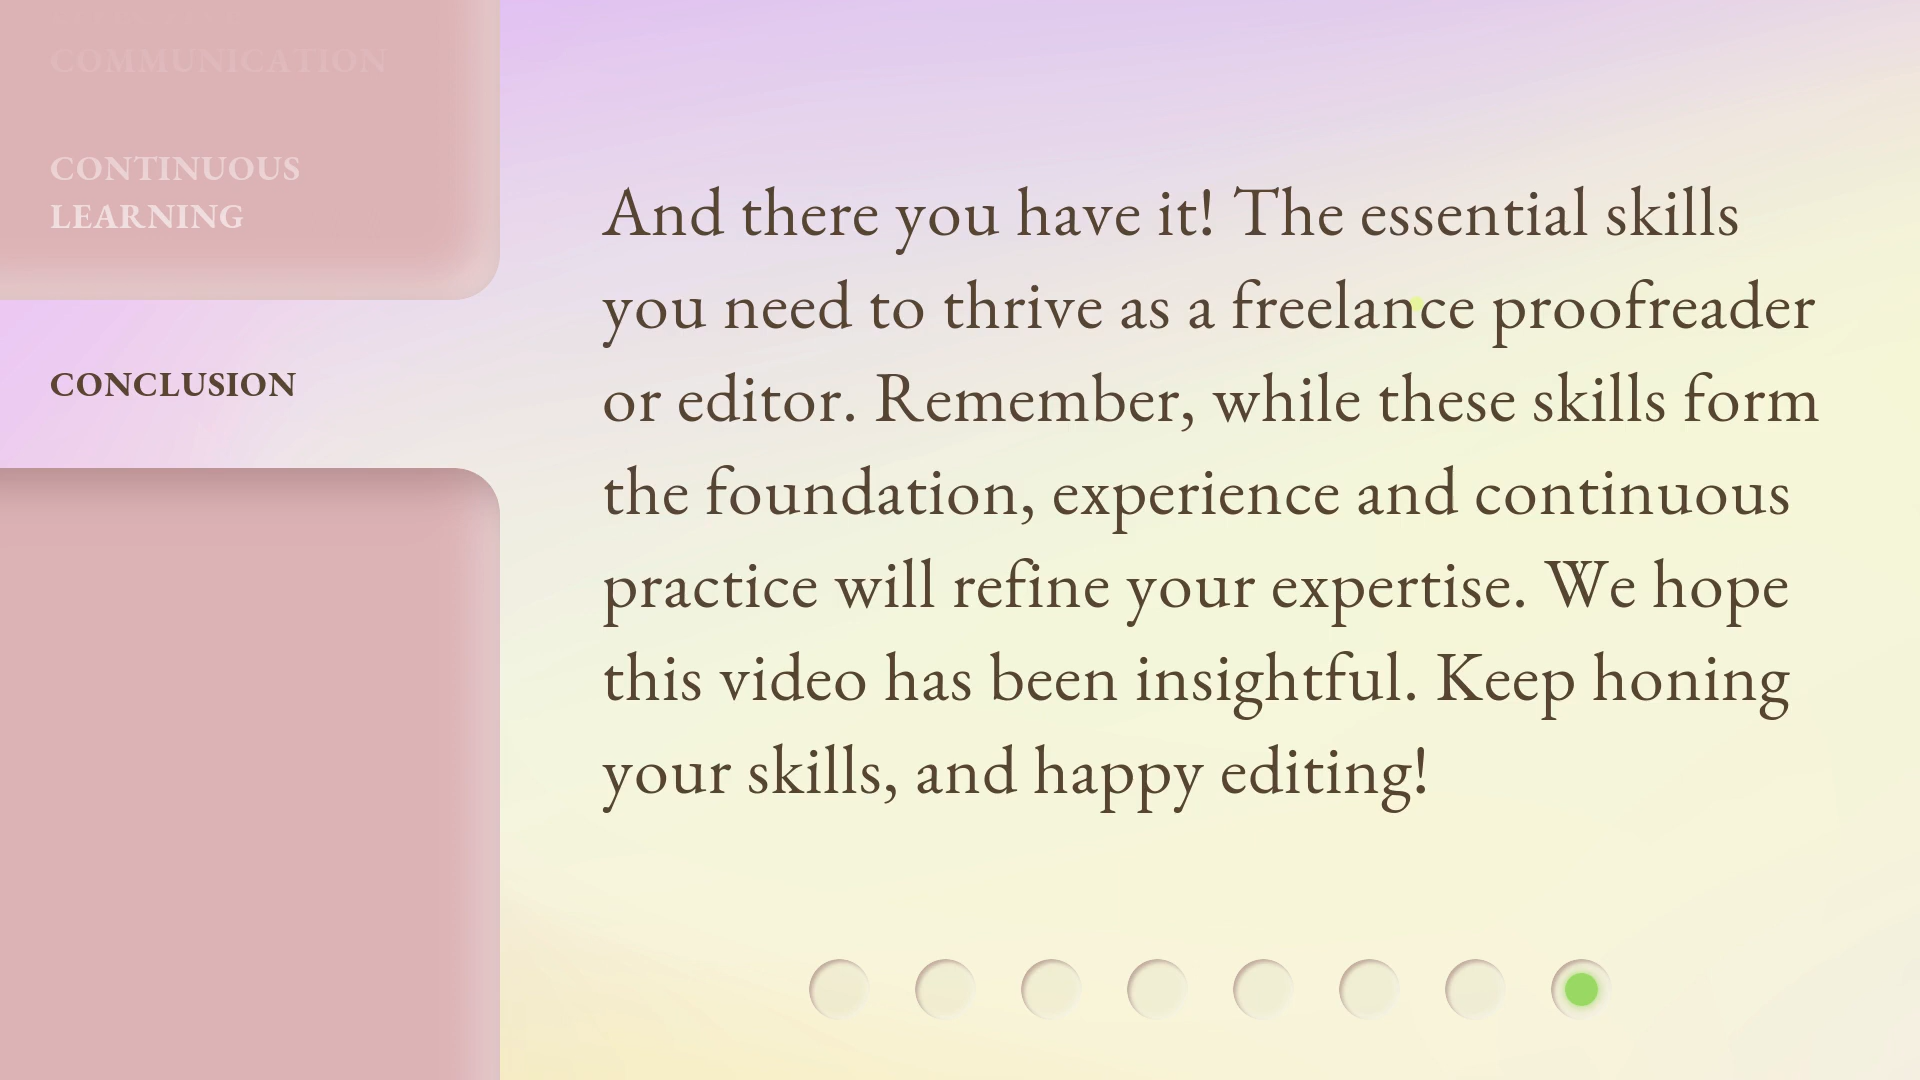 COMMUNICATION
CONTINUOUS
LEARNING
CONCLUSION
And there you have it! The essential skills
you need to thrive as a freelance proofreader
or editor. Remember, while these skills form
the foundation, experience and continuous
practice will refine your expertise. We hope
this video has been insightful. Keep honing
your skills, and happy editing!